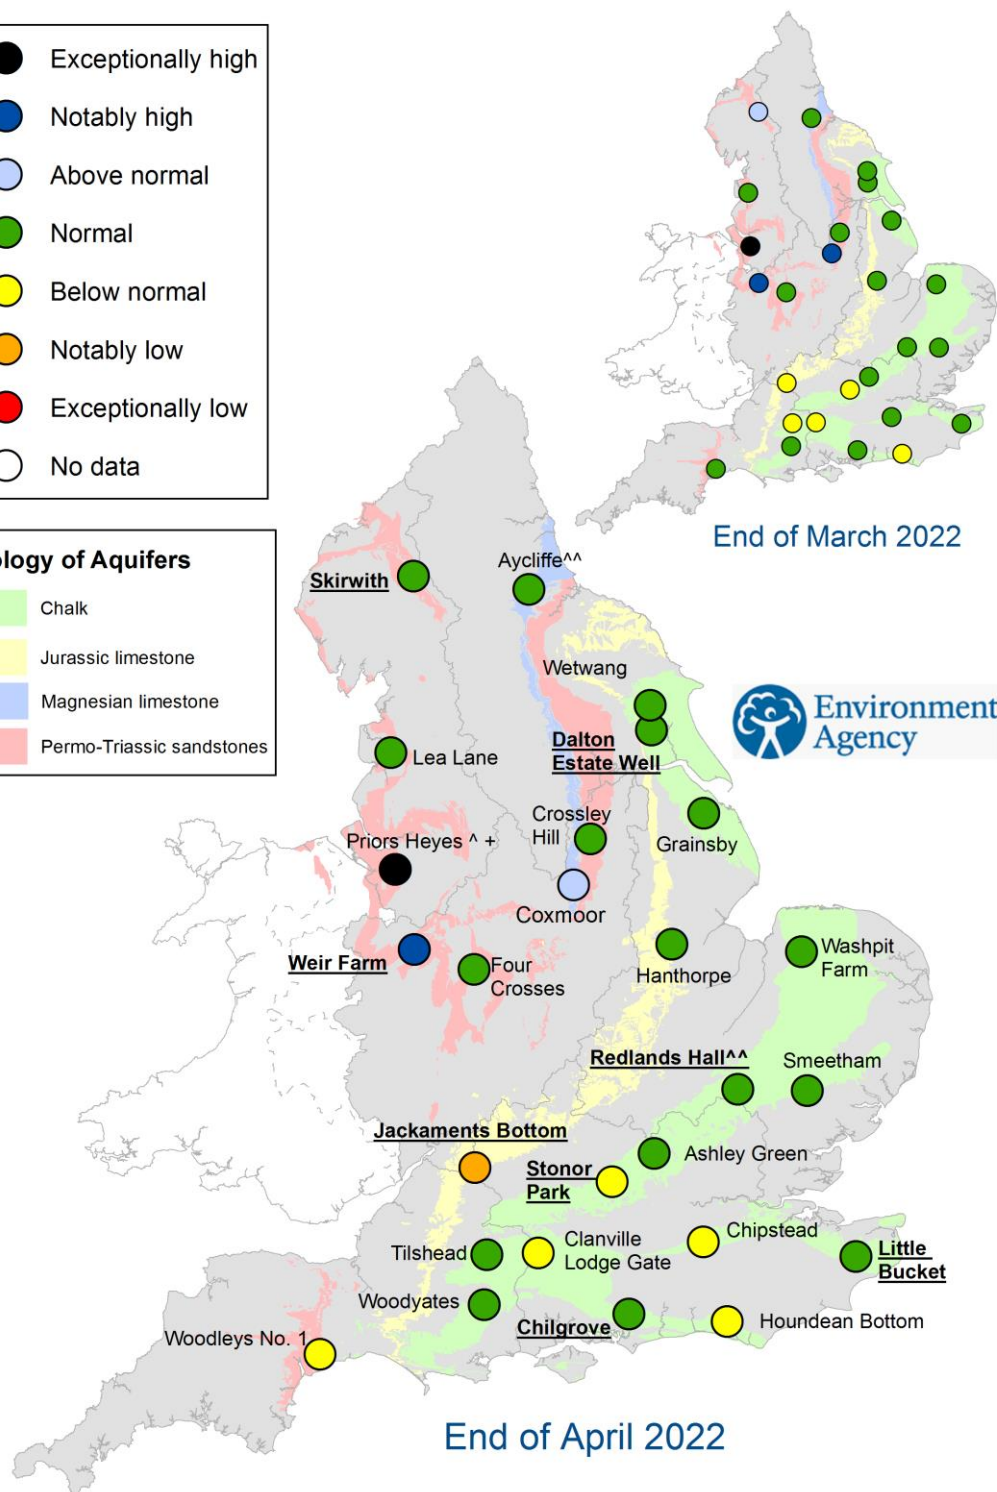 Exceptionally high
Notably high
Above normal
Normal
Below normal
Notably low
Exceptionally low
No data
ology of Aquifers
Chalk
Jurassic limestone
Magnesian limestone
Permo-Triassic sandstones
End of March 2022
Environment
Agency
Skirwith
Aycliffe^^
Wetwang
Dalton
Estate Well
Lea Lane
Crossley
Hill
Grainsby
Priors Heyes ^ +
Coxmoor
Weir Farm
Four
Crosses
Hanthorpe
Washpit
Farm
Redlands Hall^^
Smeetham
Jackaments Bottom
Stonor
Park
Ashley Green
Tilshead
Clanville
Lodge Gate
Chipstead
Little
Bucket
Woodyates
Chilgrove
Houndean Bottom
Woodleys No. 1
End of April 2022